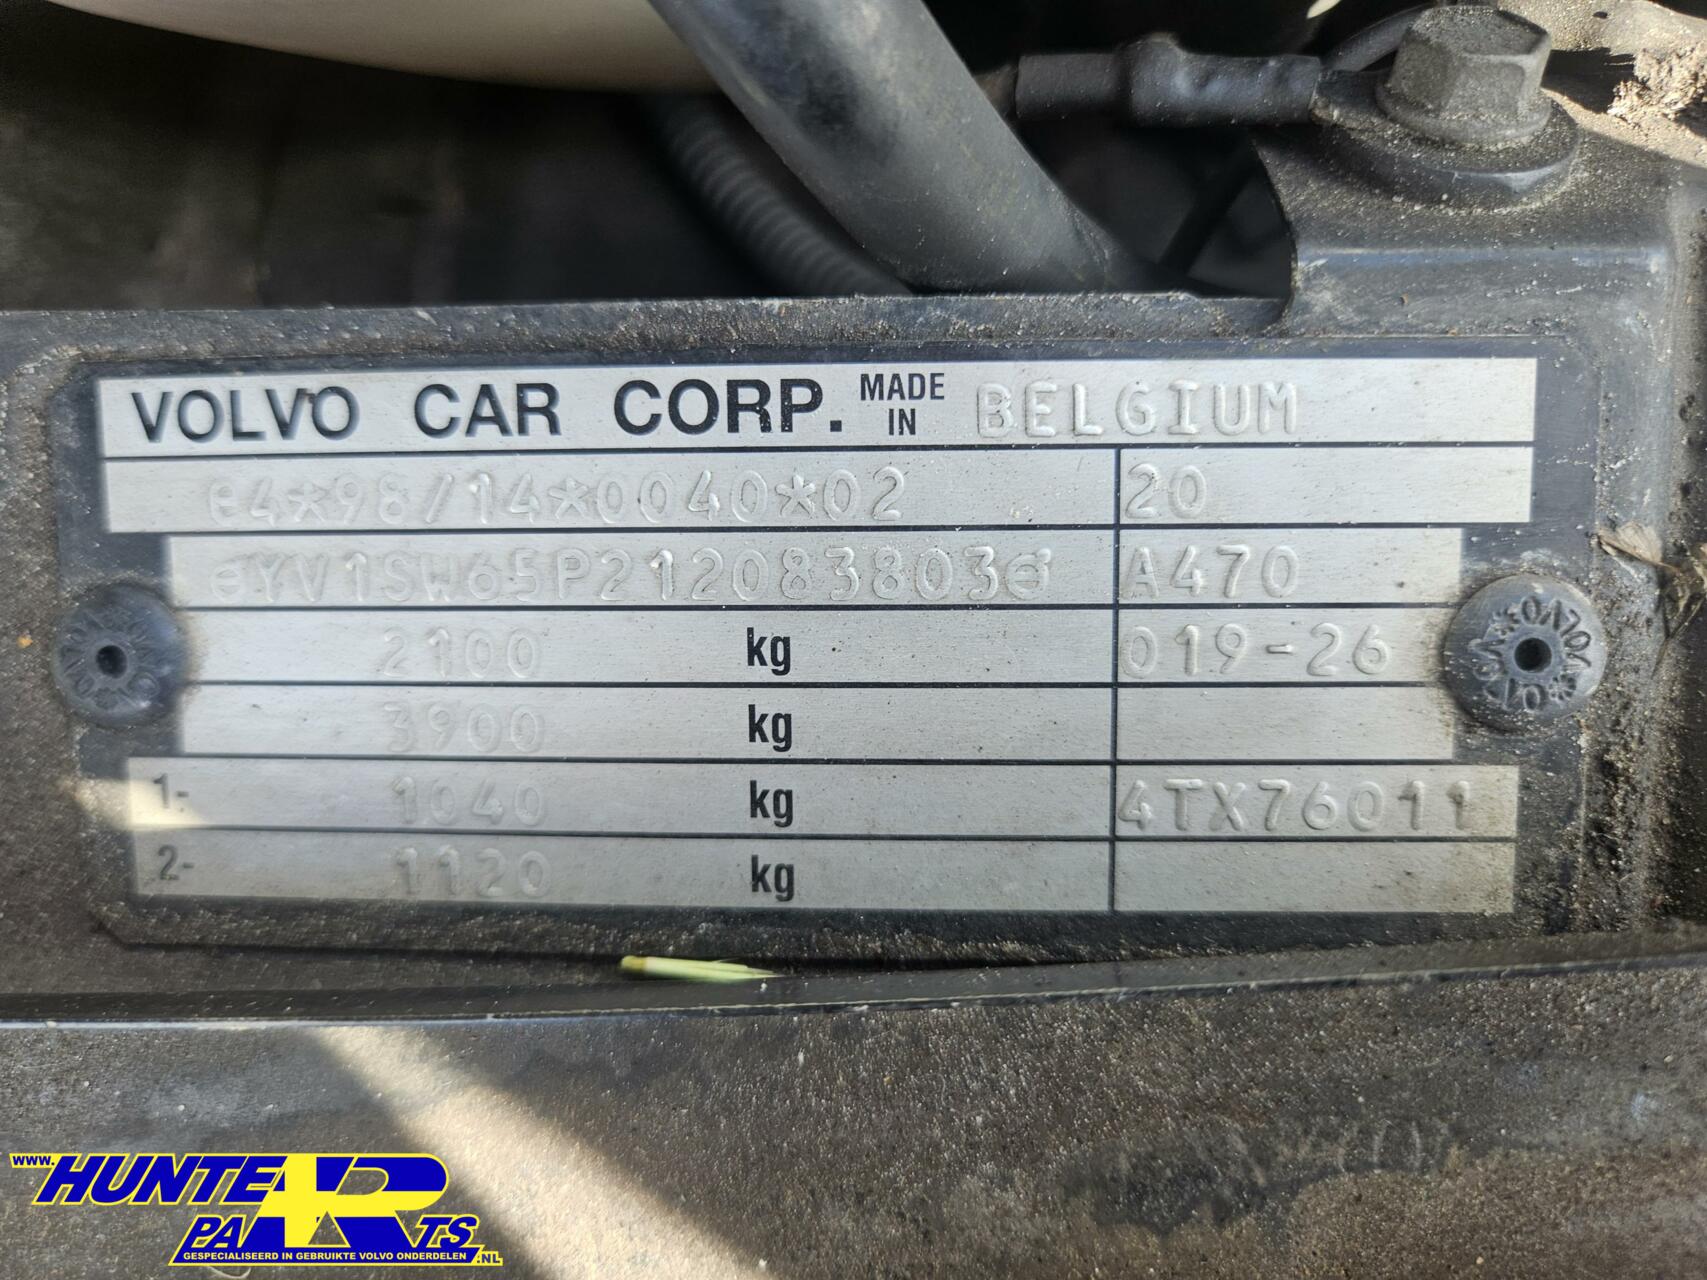 VOLVO CAR CORP. MADE IN BELGIUM
e4*98/14*0040*02 20
YV1SW65P212083803 A470
2100 kg 019-26
3900 kg
1- 1040 kg 4TX76011
2- 1120 kg
www.HUNTER PARTS.NL
GESPECIALISEERD IN GEBRUIKTE VOLVO ONDERDELEN